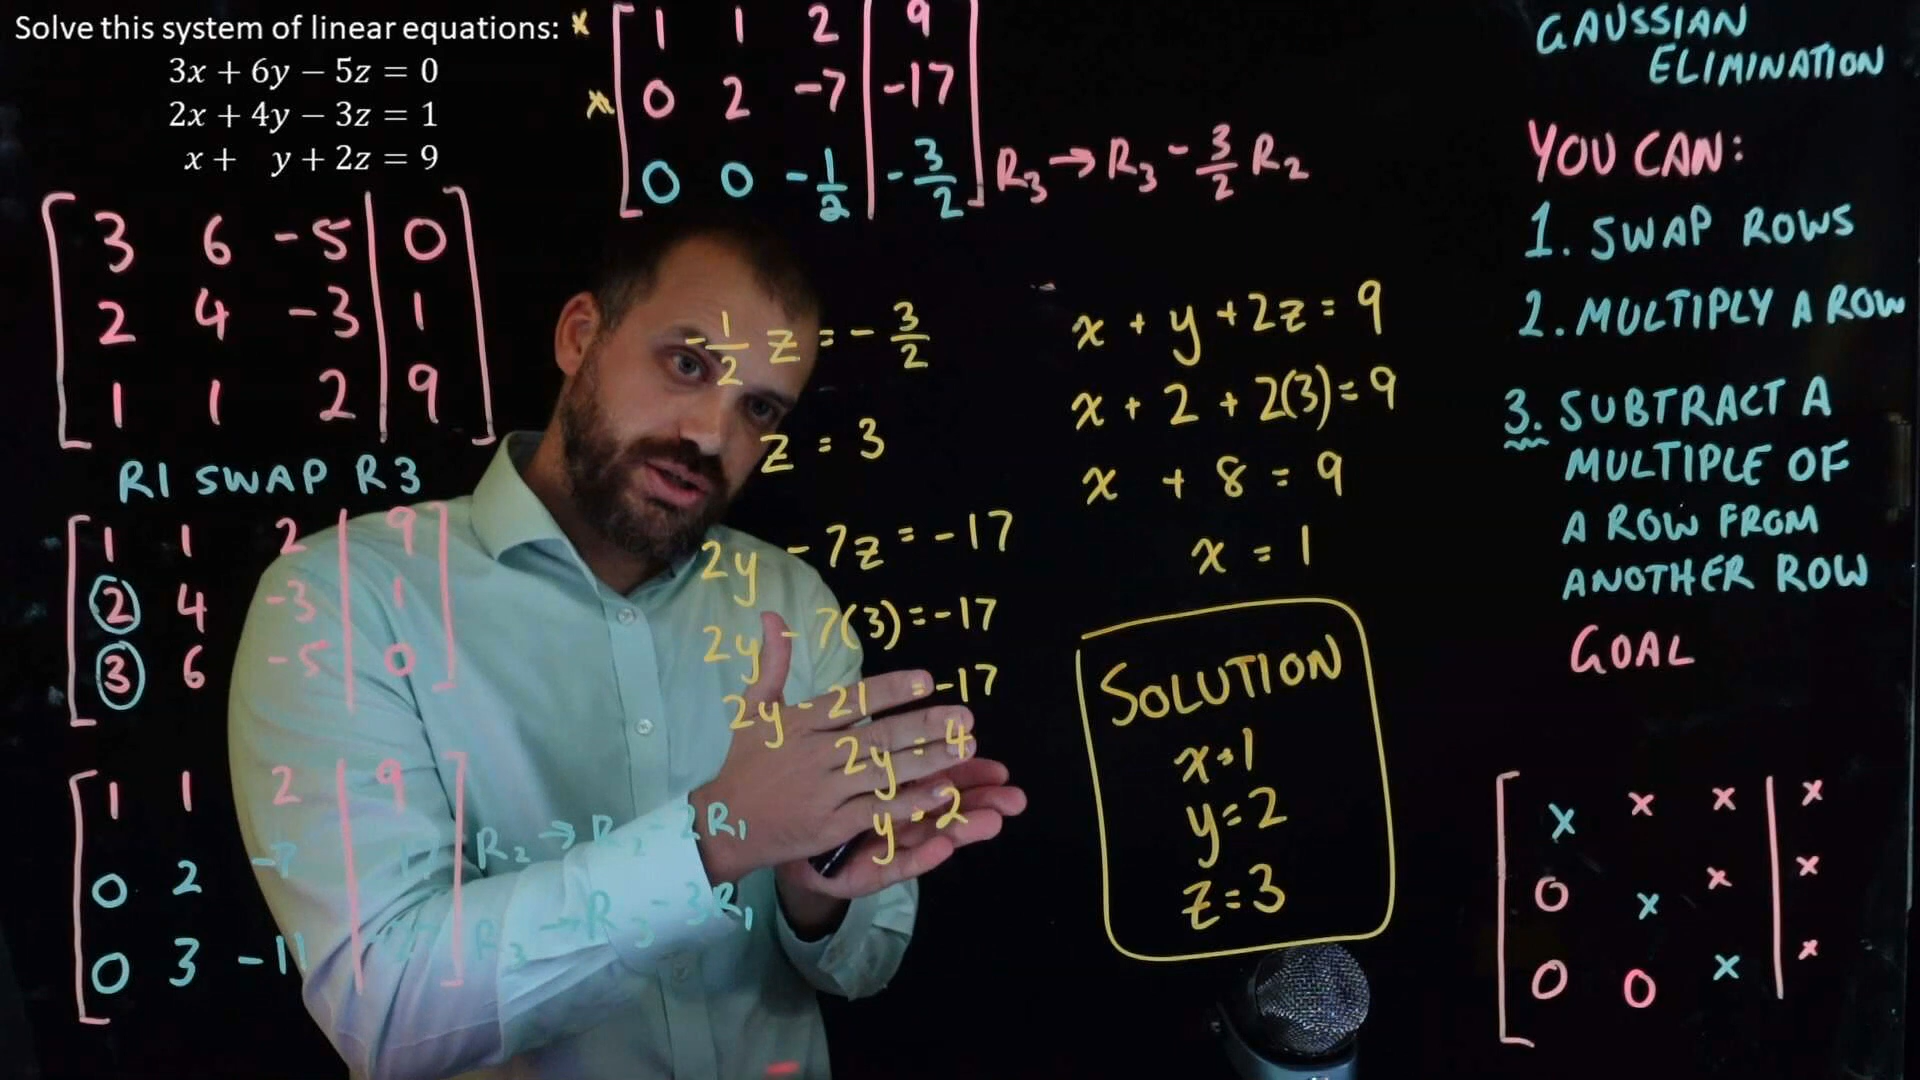 Solve this system of linear equations:
3x + 6y − 5z = 0
2x + 4y − 3z = 1
x + y + 2z = 9
3 6 -5 | 0
2 4 -3 | 1
1 1 2 | 9
R1 SWAP R3
1 1 2 | 9
2 4 -3 | 1
3 6 -5 | 0
1 1 2 | 9
0 2 -7 | 17 R2 → R2 - 2R1
0 3 -11 | 27 R3 → R3 - 3R1
x 1 1 2 | 9
x 0 2 -7 | -17
0 0 -1/2 | -3/2 R3 → R3 - 3/2 R2
-1/2 z = -3/2
z = 3
2y - 7z = -17
2y - 7(3) = -17
2y - 21 = -17
2y = 4
y = 2
x + y + 2z = 9
x + 2 + 2(3) = 9
x + 8 = 9
x = 1
SOLUTION
x = 1
y = 2
z = 3
GAUSSIAN
ELIMINATION
YOU CAN:
1. SWAP ROWS
2. MULTIPLY A ROW
3. SUBTRACT A
MULTIPLE OF
A ROW FROM
ANOTHER ROW
GOAL
x x x | x
0 x x | x
0 0 x | x